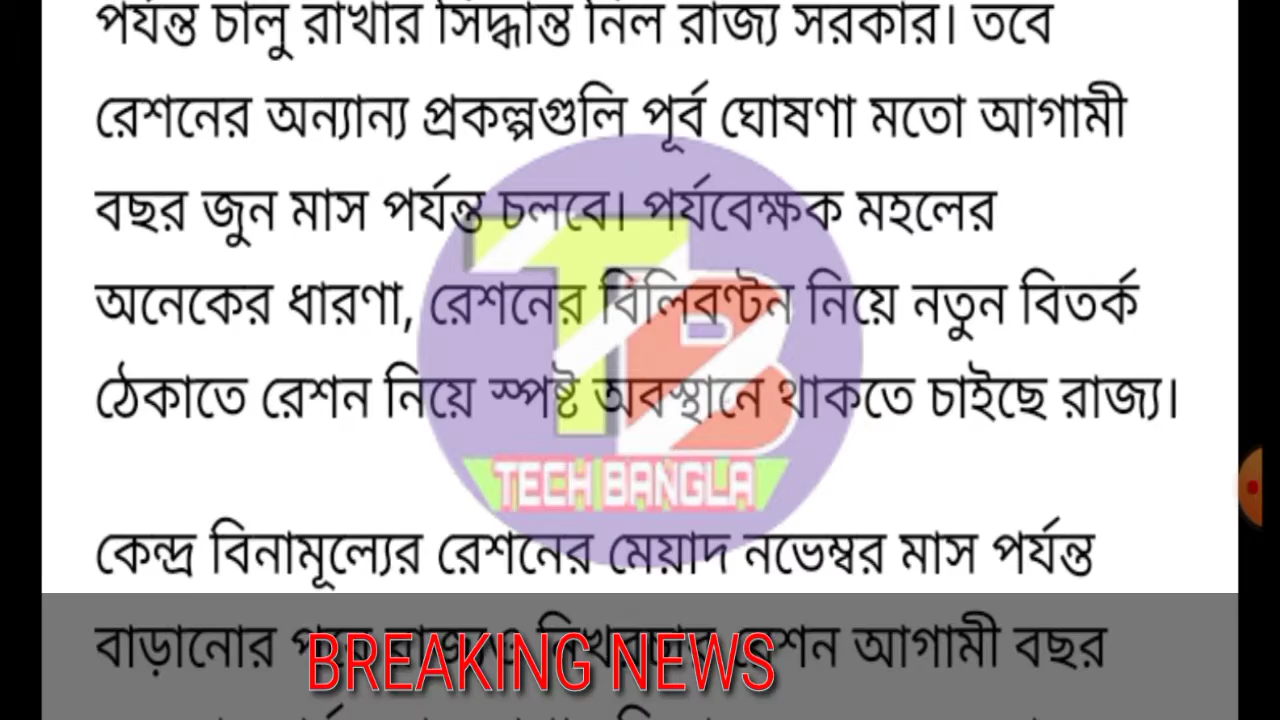 পর্যন্ত চালু রাখার সিদ্ধান্ত নিল রাজ্য সরকার। তবে
রেশনের অন্যান্য প্রকল্পগুলি পূর্ব ঘোষণা মতো আগামী
বছর জুন মাস পর্যন্ত চলবে। পর্যবেক্ষক মহলের
অনেকের ধারণা, রেশনের বিলিবণ্টন নিয়ে নতুন বিতর্ক
ঠেকাতে রেশন নিয়ে স্পষ্ট অবস্থানে থাকতে চাইছে রাজ্য।
TB
TECH BANGLA
কেন্দ্র বিনামূল্যের রেশনের মেয়াদ নভেম্বর মাস পর্যন্ত
বাড়ানোর রেশন আগামী বছর
BREAKING NEWS